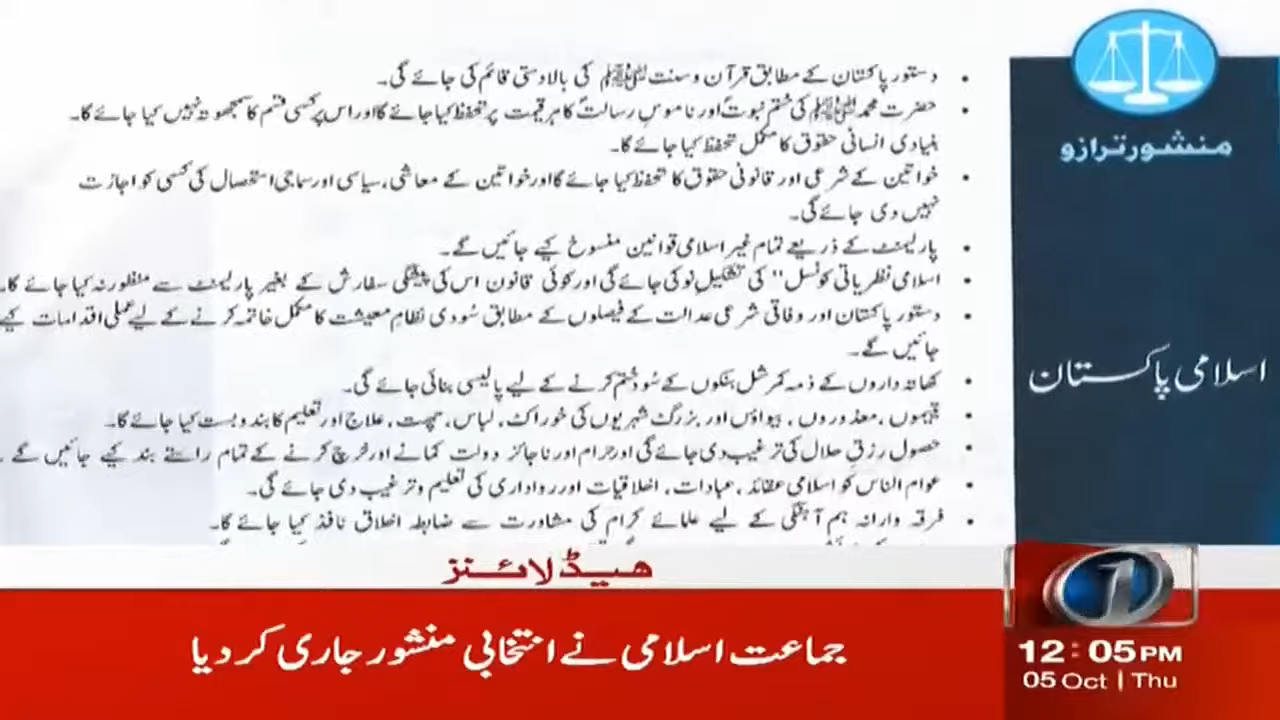 منشور ترازو
اسلامی پاکستان
• دستور پاکستان کے مطابق قرآن و سنت ﷺ کی بالادستی قائم کی جائے گی۔
• حضرت محمد ﷺ کی ختم نبوتؐ اور ناموسِ رسالتؐ کا ہر قیمت پر تحفظ کیا جائے گا اور اس پر کسی قسم کا سمجھوتہ نہیں کیا جائے گا۔
بنیادی انسانی حقوق کا مکمل تحفظ کیا جائے گا۔
• خواتین کے شرعی اور قانونی حقوق کا تحفظ کیا جائے گا اور خواتین کے معاشی، سیاسی اور سماجی استحصال کی کسی کو اجازت
نہیں دی جائے گی۔
• پارلیمنٹ کے ذریعے تمام غیر اسلامی قوانین منسوخ کیے جائیں گے۔
• اسلامی نظریاتی کونسل" کی تشکیلِ نو کی جائے گی اور کوئی قانون اس کی پیشگی سفارش کے بغیر پارلیمنٹ سے منظور نہ کیا جائے گا۔
• دستور پاکستان اور وفاقی شرعی عدالت کے فیصلوں کے مطابق سُودی نظامِ معیشت کا مکمل خاتمہ کرنے کے لیے عملی اقدامات کیے
جائیں گے۔
• کھاتہ داروں کے ذمہ کمرشل بنکوں کے سُود ختم کرنے کے لیے پالیسی بنائی جائے گی۔
• یتیموں، معذوروں، بیواؤں اور بزرگ شہریوں کی خوراک، لباس، صحت، علاج اور تعلیم کا بندوبست کیا جائے گا۔
• حصول رزقِ حلال کی ترغیب دی جائے گی اور حرام اور ناجائز دولت کمانے اور خرچ کرنے کے تمام راستے بند کیے جائیں گے۔
• عوام الناس کو اسلامی عقائد، عبادات، اخلاقیات اور رواداری کی تعلیم و ترغیب دی جائے گی۔
• فرقہ وارانہ ہم آہنگی کے لیے علمائے کرام کی مشاورت سے ضابطہ اخلاق نافذ کیا جائے گا۔
ھیڈلائنز
جماعت اسلامی نے انتخابی منشور جاری کر دیا
1
12:05PM
05 Oct | Thu